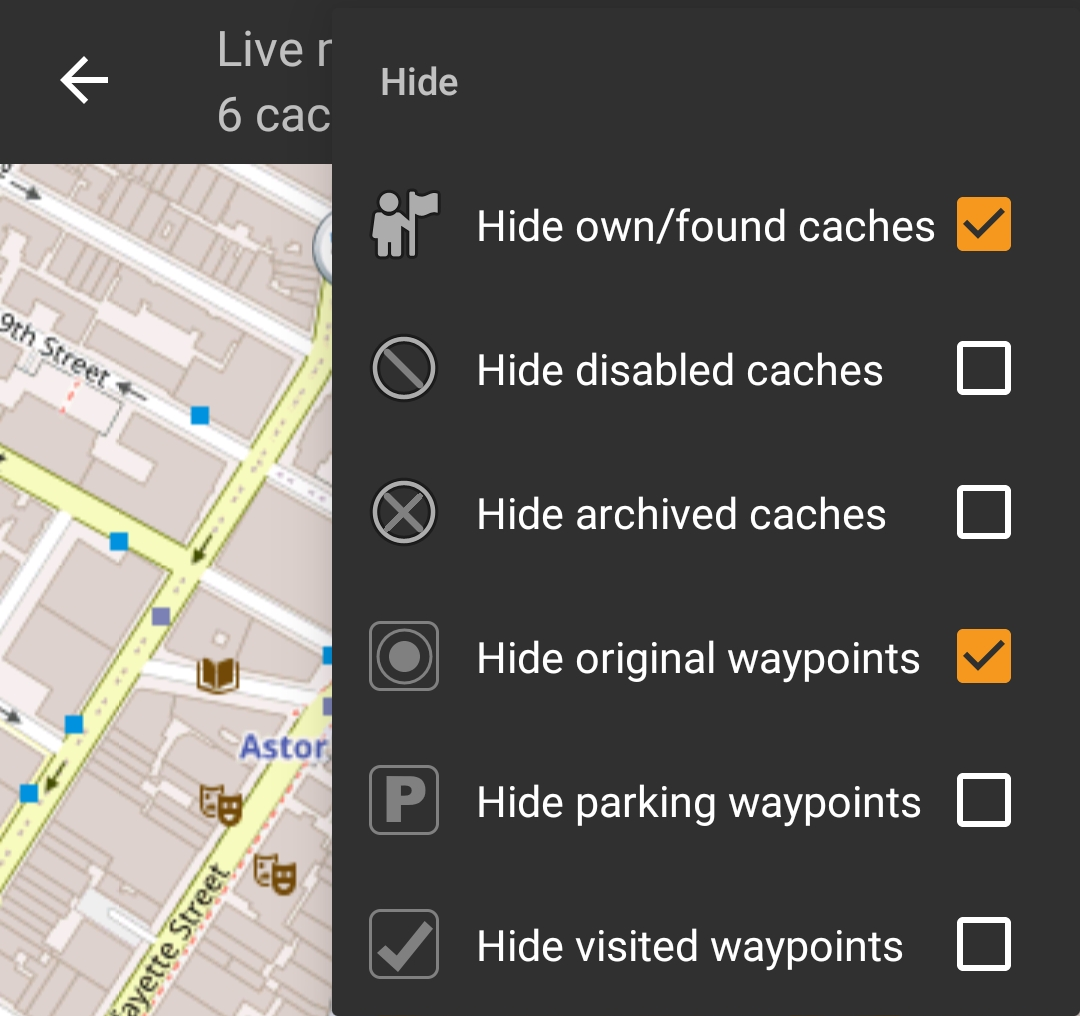 Live
6 cac
Hide
Hide own/found caches
Hide disabled caches
Hide archived caches
Hide original waypoints
P
Hide parking waypoints
Hide visited waypoints
9th Street
Astor
ayette Street